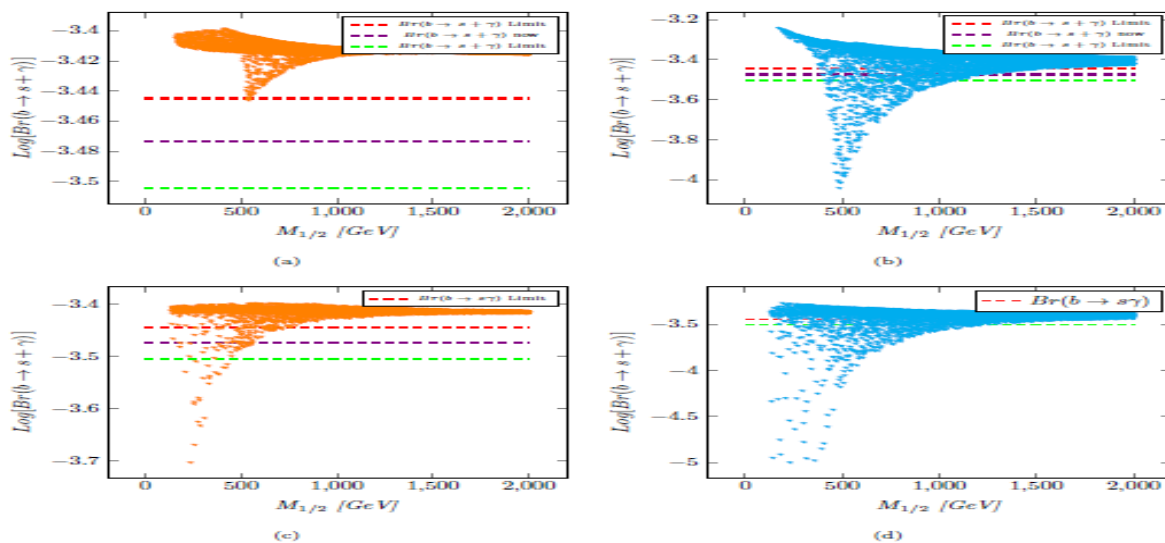 Br(b → s + γ) Limit
Br(b → s + γ) now
Br(b → s + γ) Limit
−3.4
−3.42
−3.44
−3.46
−3.48
−3.5
Log[Br(b → s + γ)]
0
500
1,000
1,500
2,000
M1/2 [GeV]
(a)
Br(b → s + γ) Limit
Br(b → s + γ) now
Br(b → s + γ) Limit
−3.2
−3.4
−3.6
−3.8
−4
Log[Br(b → s + γ)]
0
500
1,000
1,500
2,000
M1/2 [GeV]
(b)
Br(b → sγ) Limit
−3.4
−3.5
−3.6
−3.7
Log[Br(b → s + γ)]
0
500
1,000
1,500
2,000
M1/2 [GeV]
(c)
Br(b → sγ)
−3.5
−4
−4.5
−5
Log[Br(b → s + γ)]
0
500
1,000
1,500
2,000
M1/2 [GeV]
(d)